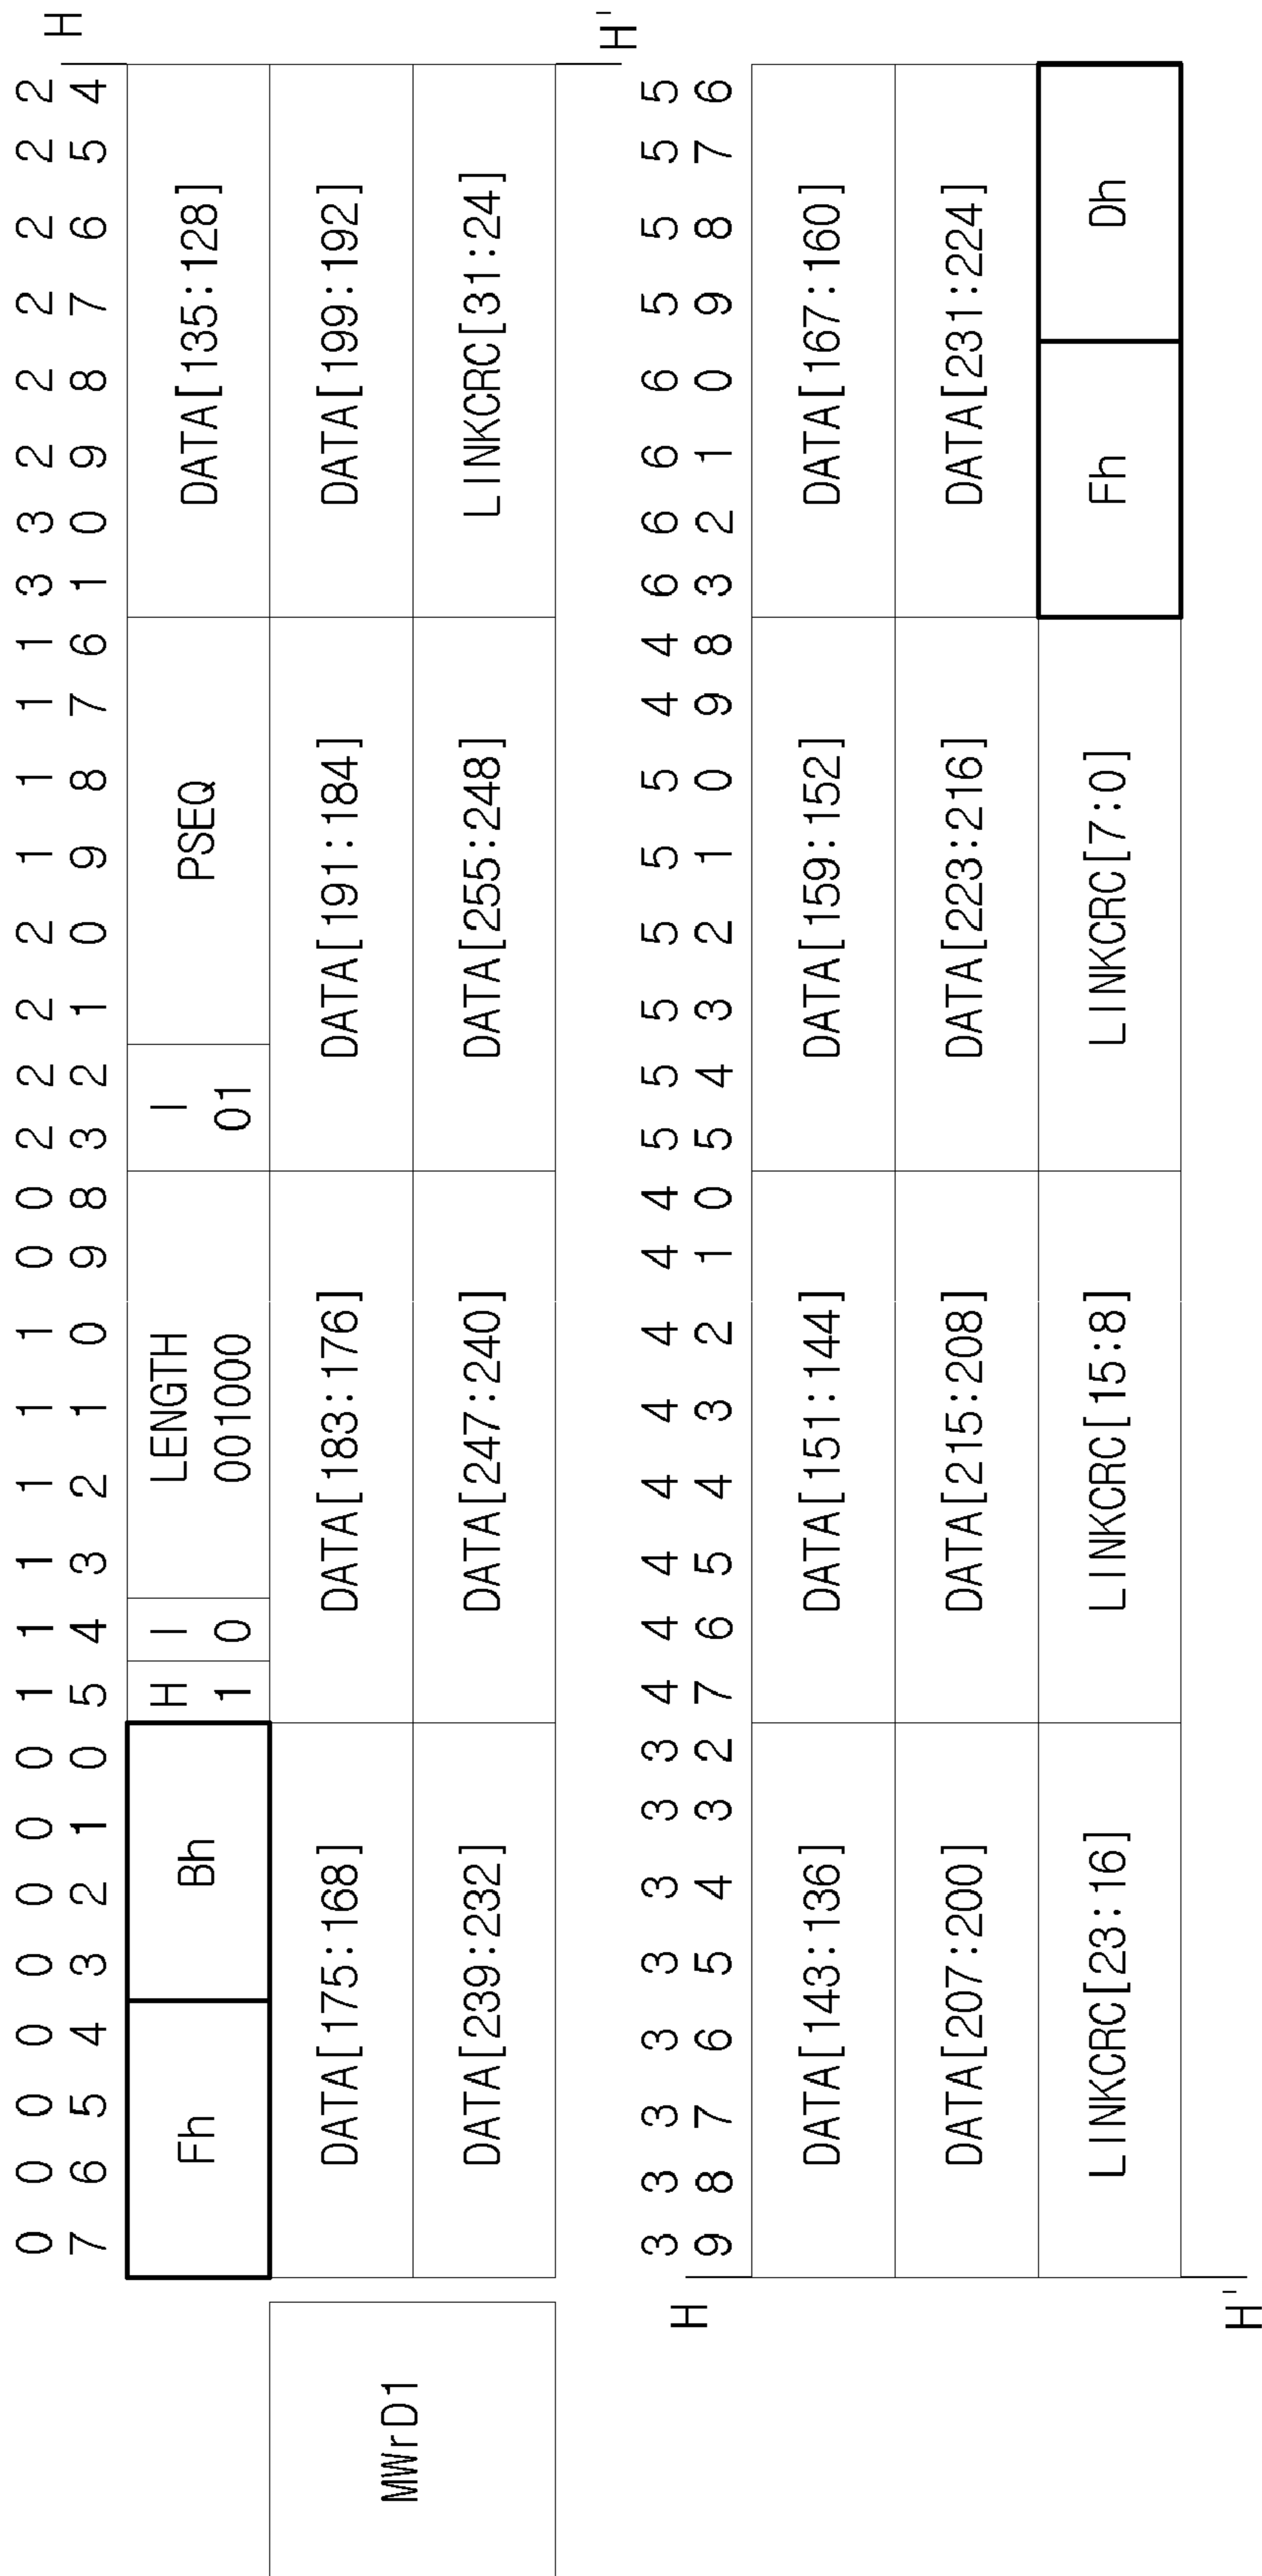 H
0 0 0 0 0 0 0 0 1 1 1 1 1 1 0 0 2 2 2 2 1 1 1 1 3 3 2 2 2 2 2 2
7 6 5 4 3 2 1 0 5 4 3 2 1 0 9 8 3 2 1 0 9 8 7 6 1 0 9 8 7 6 5 4
Fh Bh H I LENGTH I PSEQ DATA[135:128]
1 0 001000 01
MWrD1
DATA[175:168] DATA[183:176] DATA[191:184] DATA[199:192]
DATA[239:232] DATA[247:240] DATA[255:248] LINKCRC[31:24]
H'
3 3 3 3 3 3 3 3 4 4 4 4 4 4 4 4 5 5 5 5 5 5 4 4 6 6 6 6 5 5 5 5
H
9 8 7 6 5 4 3 2 7 6 5 4 3 2 1 0 5 4 3 2 1 0 9 8 3 2 1 0 9 8 7 6
DATA[143:136] DATA[151:144] DATA[159:152] DATA[167:160]
DATA[207:200] DATA[215:208] DATA[223:216] DATA[231:224]
LINKCRC[23:16] LINKCRC[15:8] LINKCRC[7:0] Fh Dh
H'